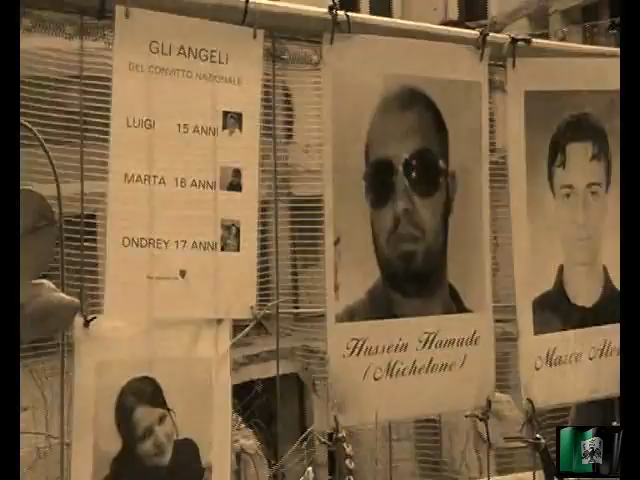 GLI ANGELI
DEL CONVITTO NAZIONALE
LUIGI 15 ANNI
MARTA 18 ANNI
ONDREY 17 ANNI
Hussein Hamade
(Michelone)
Marco